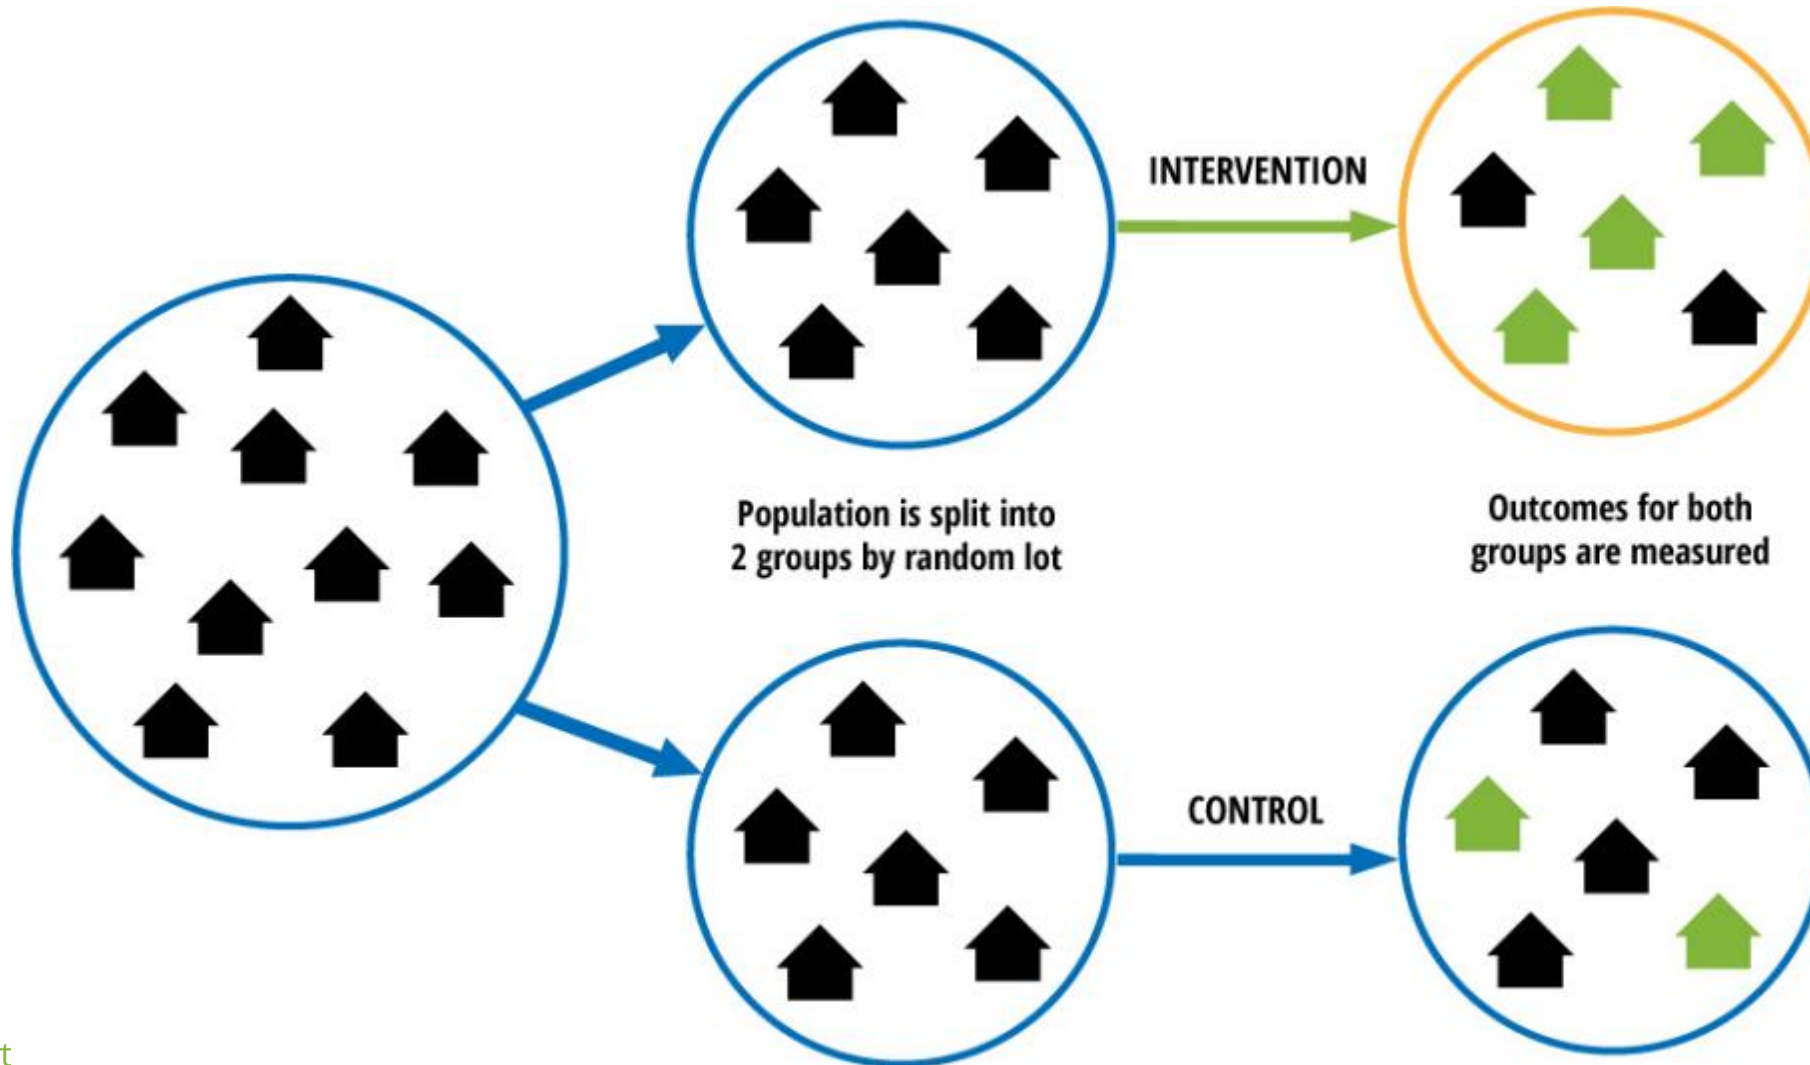 INTERVENTION
Population is split into
2 groups by random lot
Outcomes for both
groups are measured
CONTROL